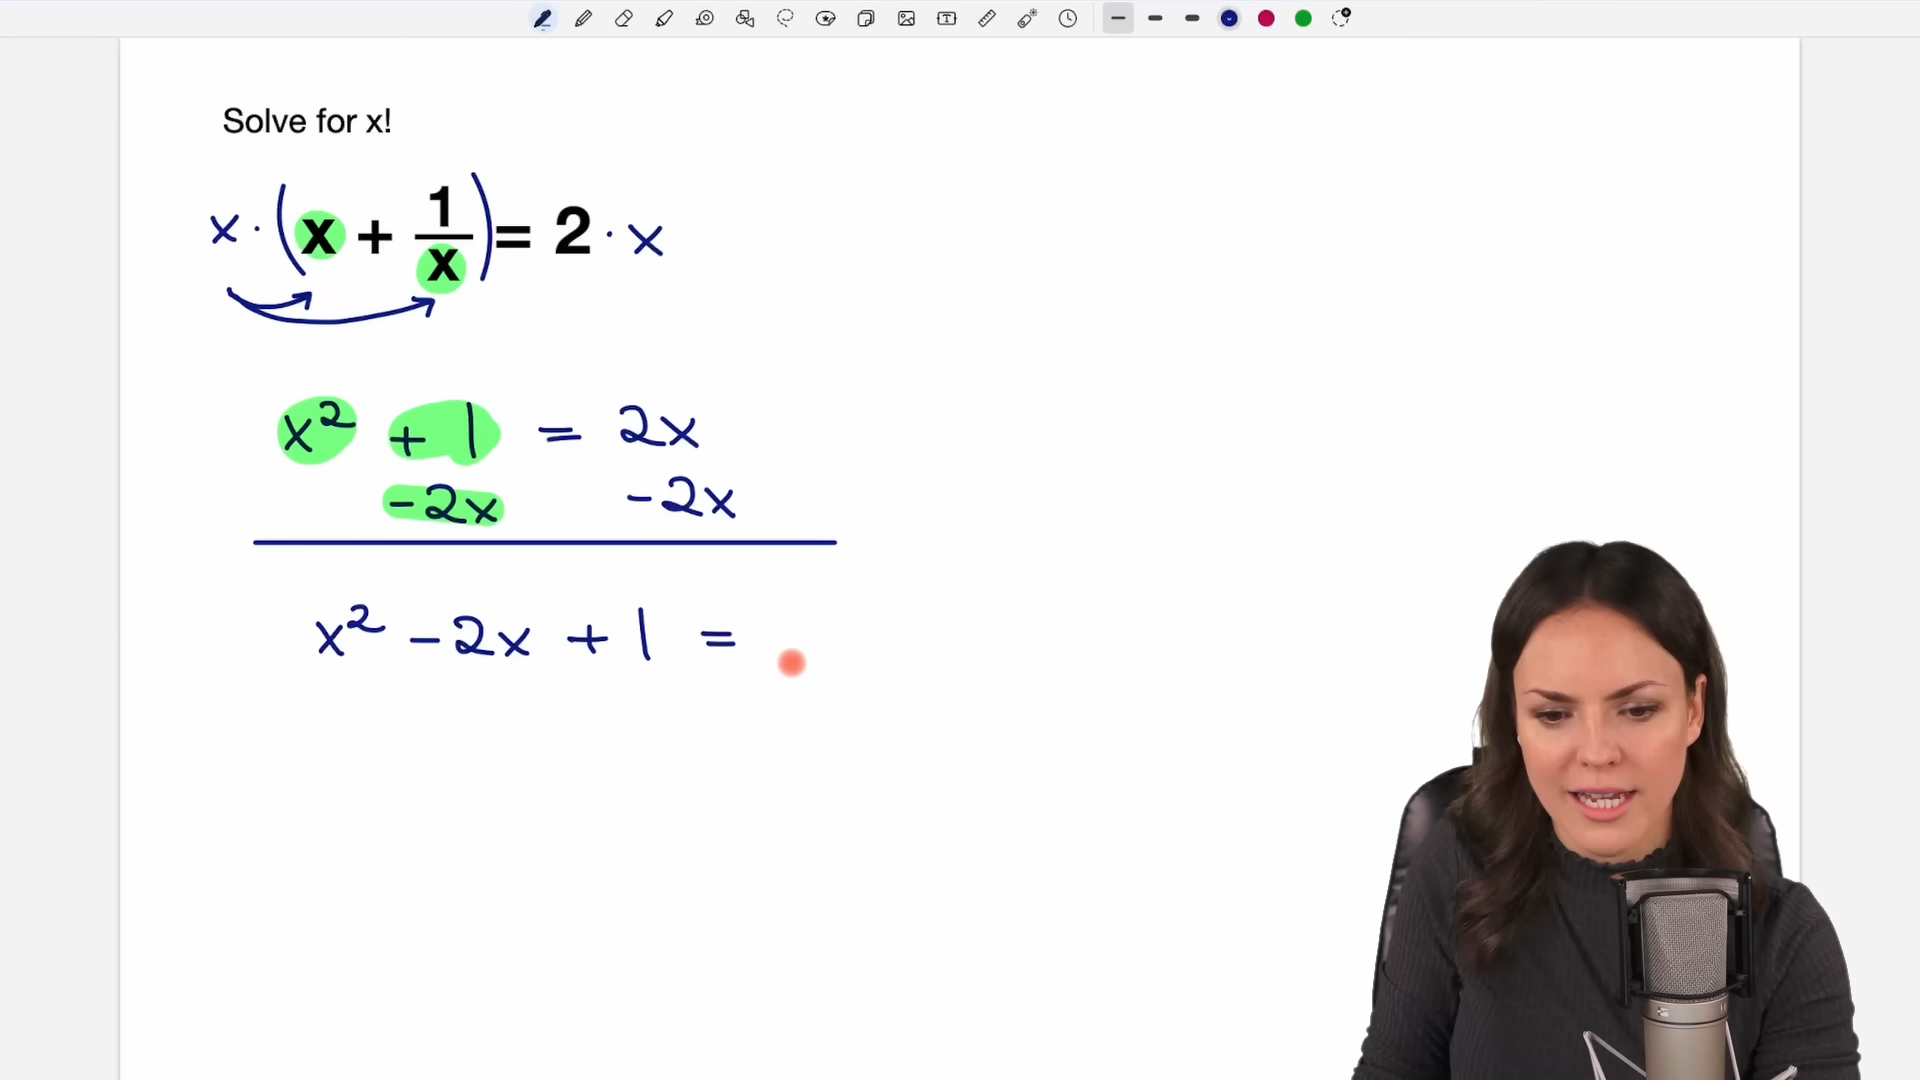 Solve for x!
x · (x + 1/x) = 2 · x
x² + 1 = 2x
-2x -2x
x² - 2x + 1 =